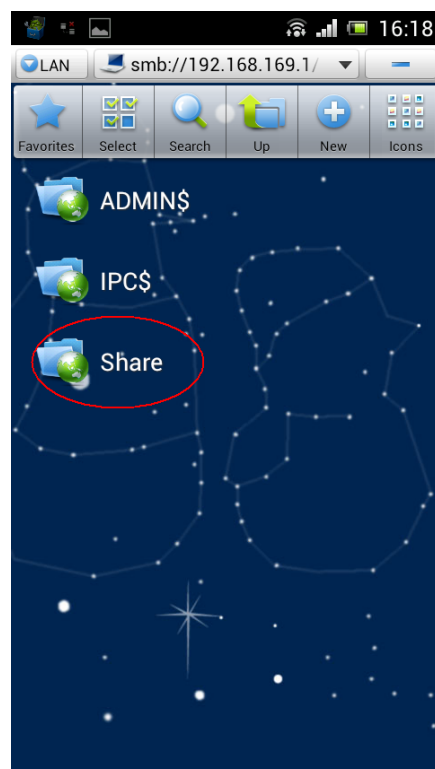 16:18
LAN smb://192.168.169.1/
Favorites Select Search Up New Icons
ADMIN$
IPC$
Share